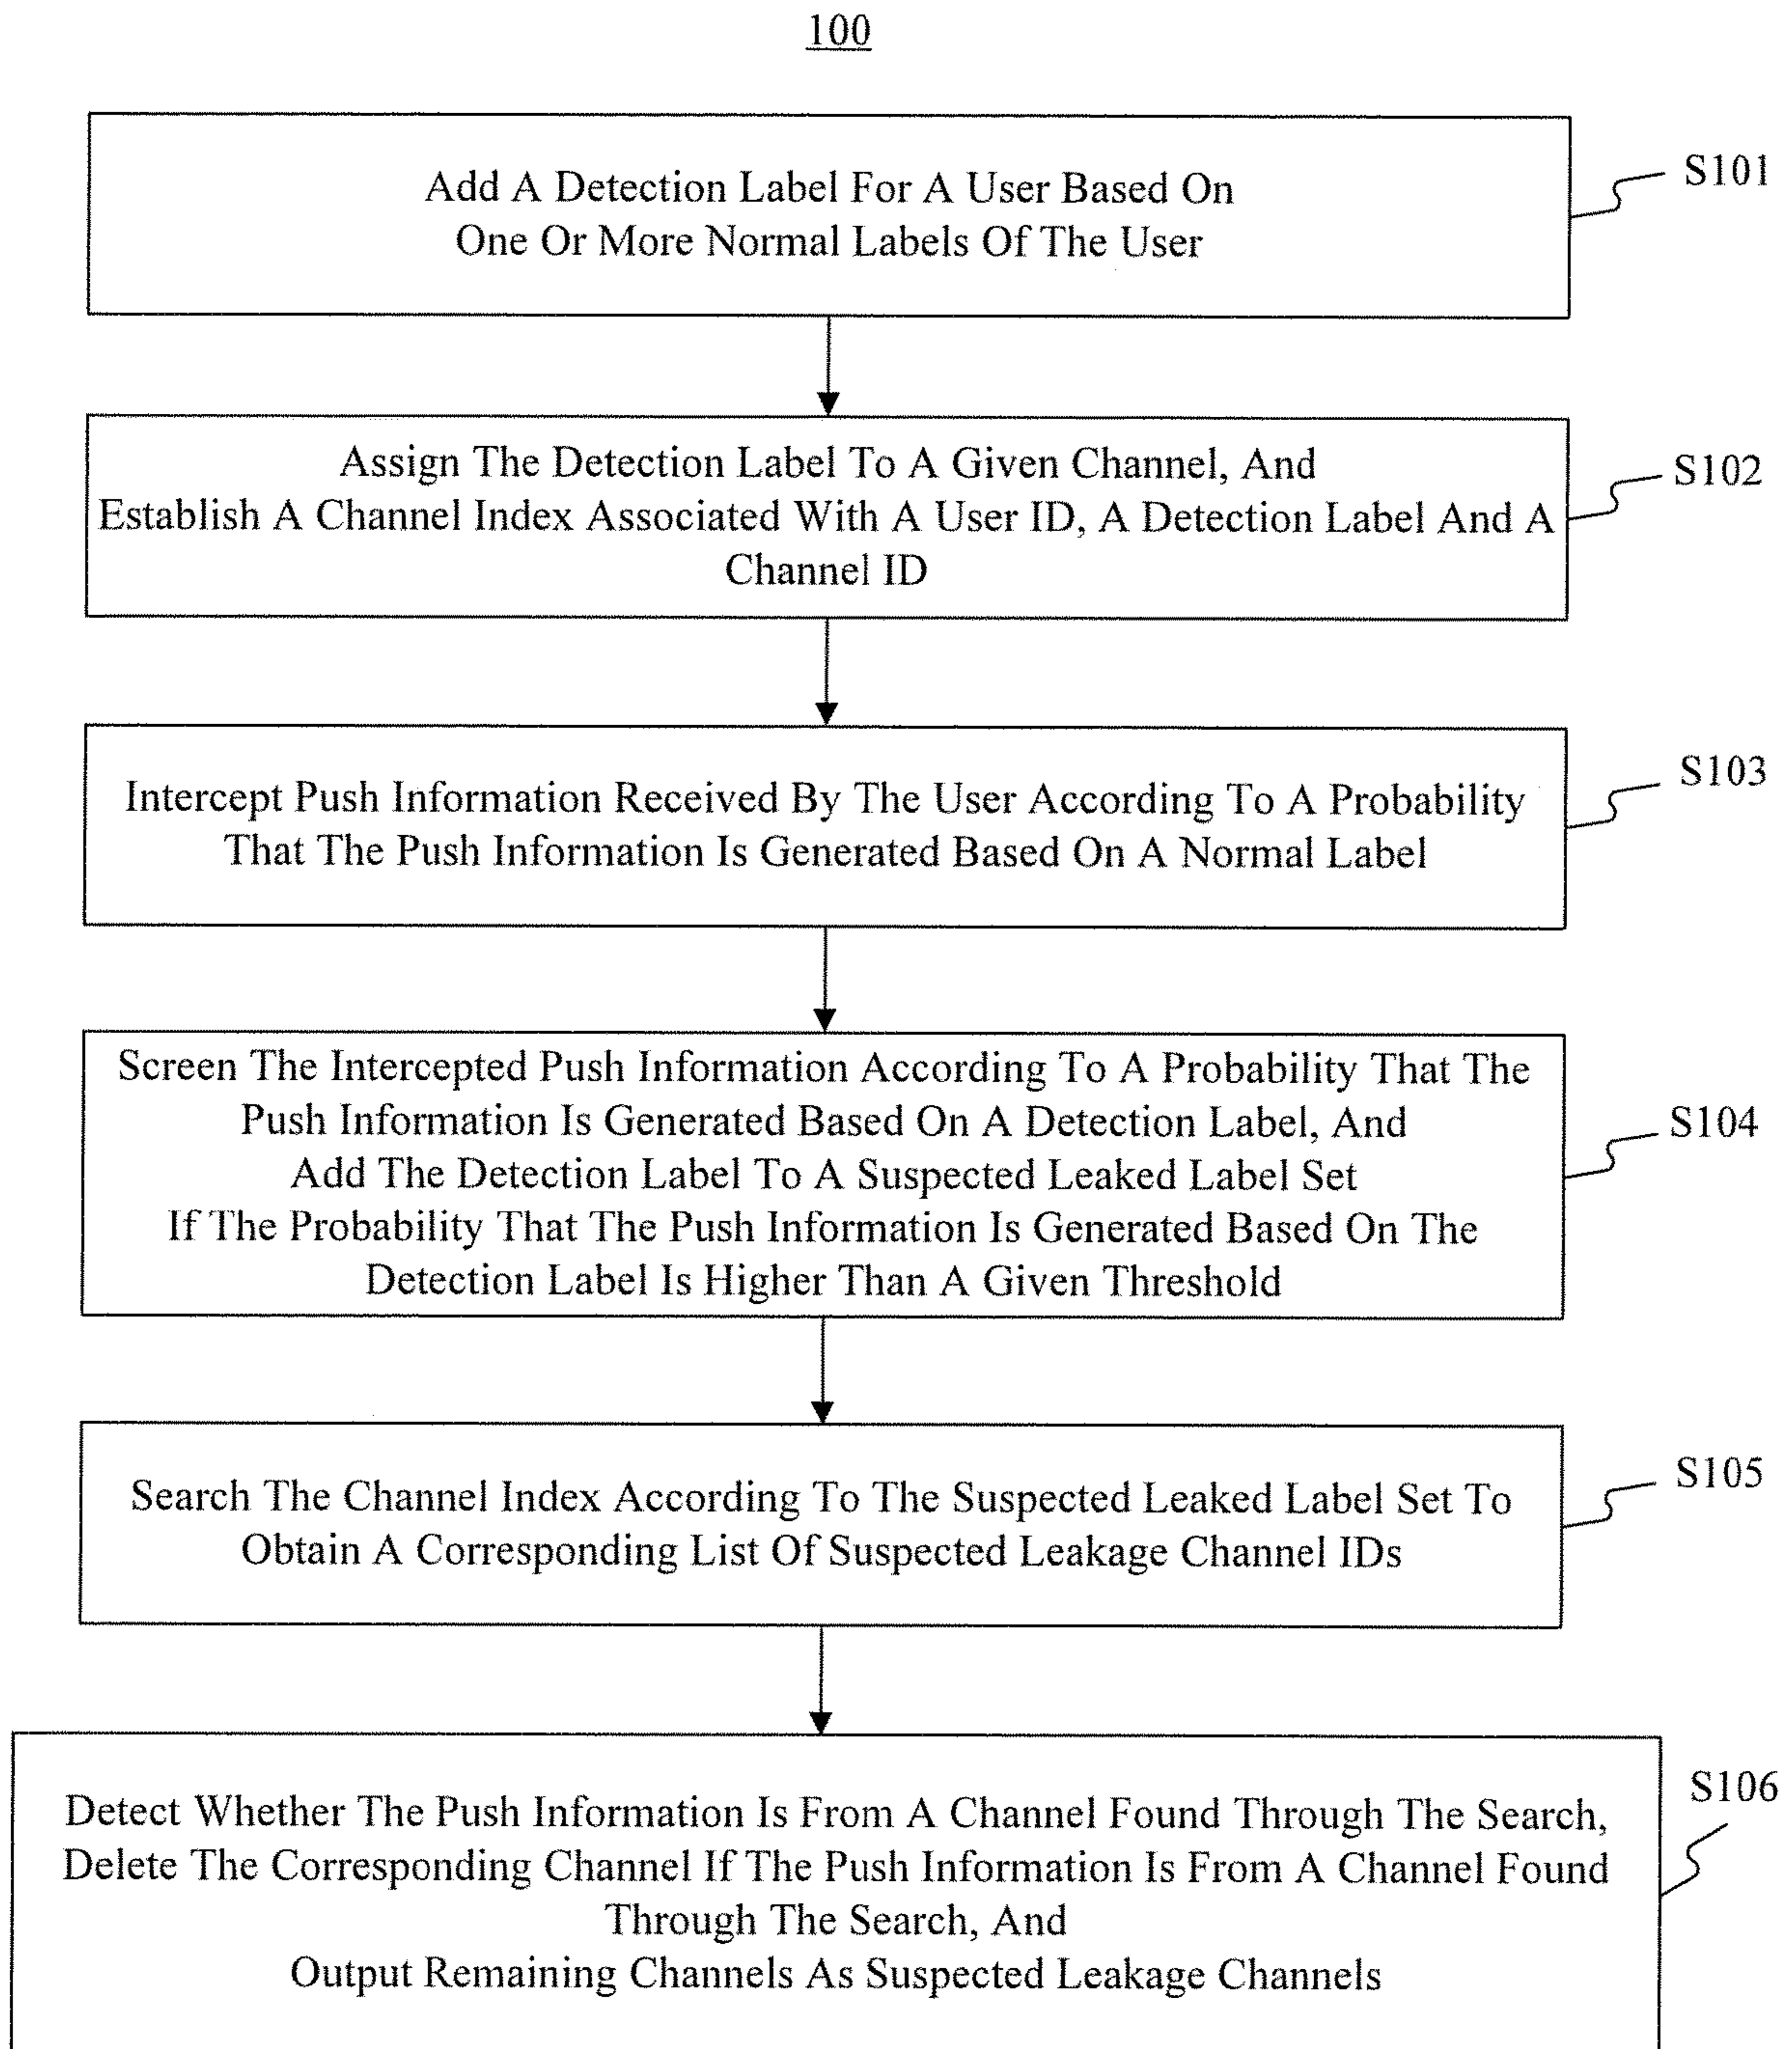 100
Add A Detection Label For A User Based On
One Or More Normal Labels Of The User
S101
Assign The Detection Label To A Given Channel, And
Establish A Channel Index Associated With A User ID, A Detection Label And A
Channel ID
S102
Intercept Push Information Received By The User According To A Probability
That The Push Information Is Generated Based On A Normal Label
S103
Screen The Intercepted Push Information According To A Probability That The
Push Information Is Generated Based On A Detection Label, And
Add The Detection Label To A Suspected Leaked Label Set
If The Probability That The Push Information Is Generated Based On The
Detection Label Is Higher Than A Given Threshold
S104
Search The Channel Index According To The Suspected Leaked Label Set To
Obtain A Corresponding List Of Suspected Leakage Channel IDs
S105
Detect Whether The Push Information Is From A Channel Found Through The Search,
Delete The Corresponding Channel If The Push Information Is From A Channel Found
Through The Search, And
Output Remaining Channels As Suspected Leakage Channels
S106